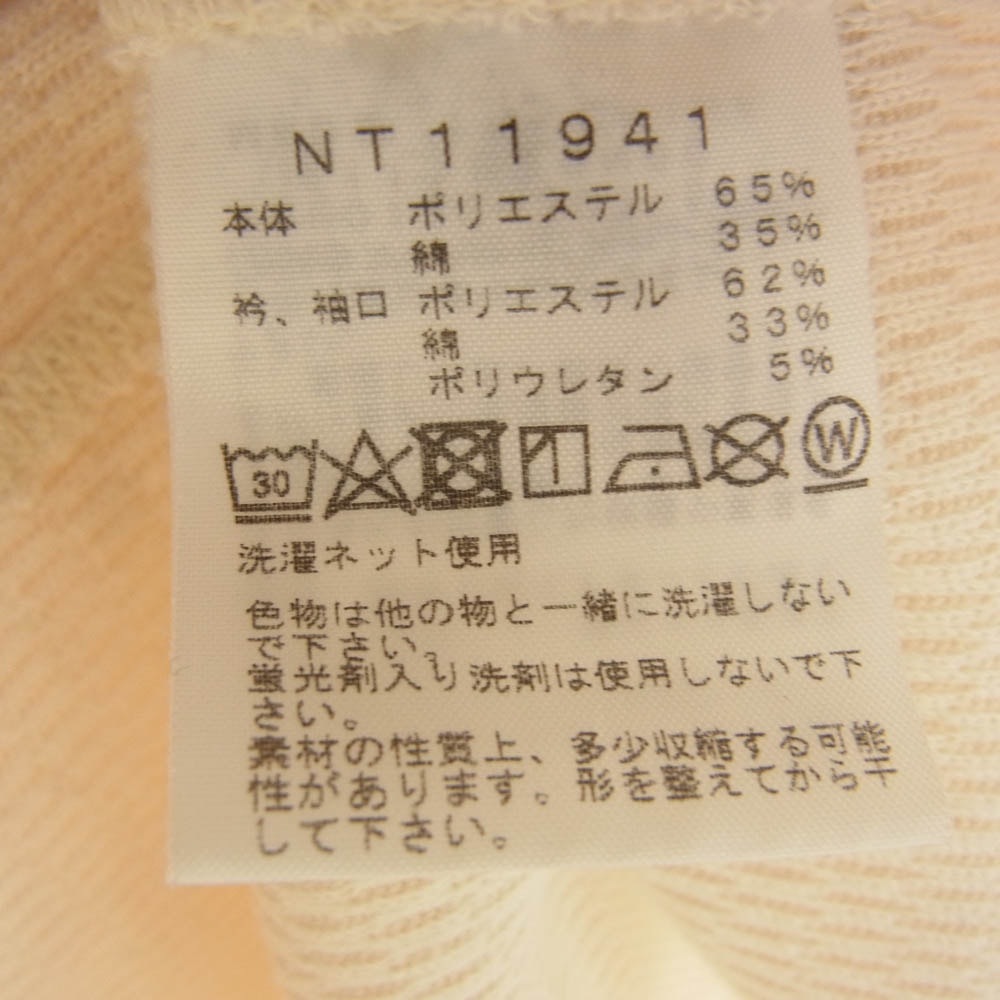 NT11941
本体 ポリエステル 65%
綿 35%
衿、袖口 ポリエステル 62%
綿 33%
ポリウレタン 5%
30 W
洗濯ネット使用
色物は他の物と一緒に洗濯しない
で下さい。
蛍光剤入り洗剤は使用しないで下
さい。
素材の性質上、多少収縮する可能
性があります。形を整えてから干
して下さい。